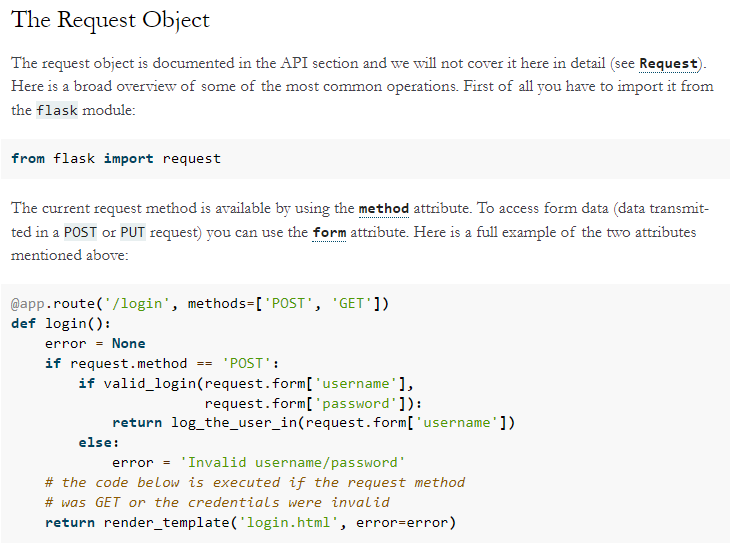 The Request Object
The request object is documented in the API section and we will not cover it here in detail (see Request).
Here is a broad overview of some of the most common operations. First of all you have to import it from
the flask module:
from flask import request
The current request method is available by using the method attribute. To access form data (data transmit-
ted in a POST or PUT request) you can use the form attribute. Here is a full example of the two attributes
mentioned above:
@app.route('/login', methods=['POST', 'GET'])
def login():
    error = None
    if request.method == 'POST':
        if valid_login(request.form['username'],
                       request.form['password']):
            return log_the_user_in(request.form['username'])
        else:
            error = 'Invalid username/password'
    # the code below is executed if the request method
    # was GET or the credentials were invalid
    return render_template('login.html', error=error)